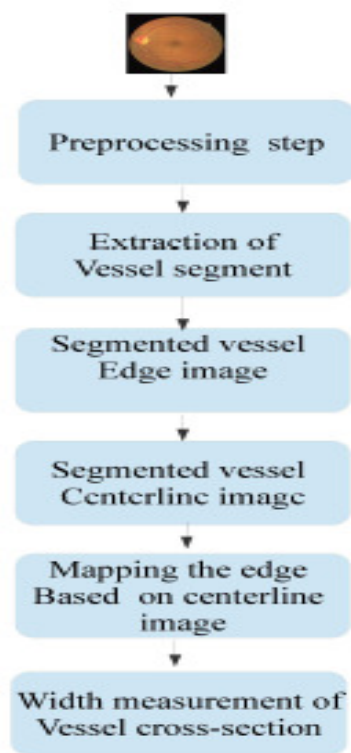 Preprocessing step
Extraction of
Vessel segment
Segmented vessel
Edge image
Segmented vessel
Centerline image
Mapping the edge
Based on centerline
image
Width measurement of
Vessel cross-section